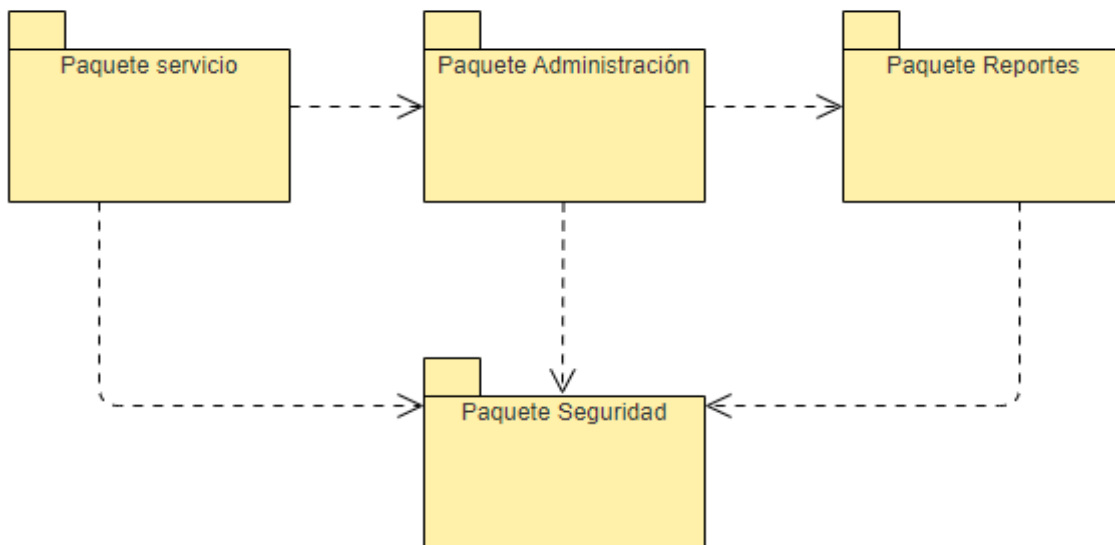 Paquete servicio
Paquete Administración
Paquete Reportes
Paquete Seguridad